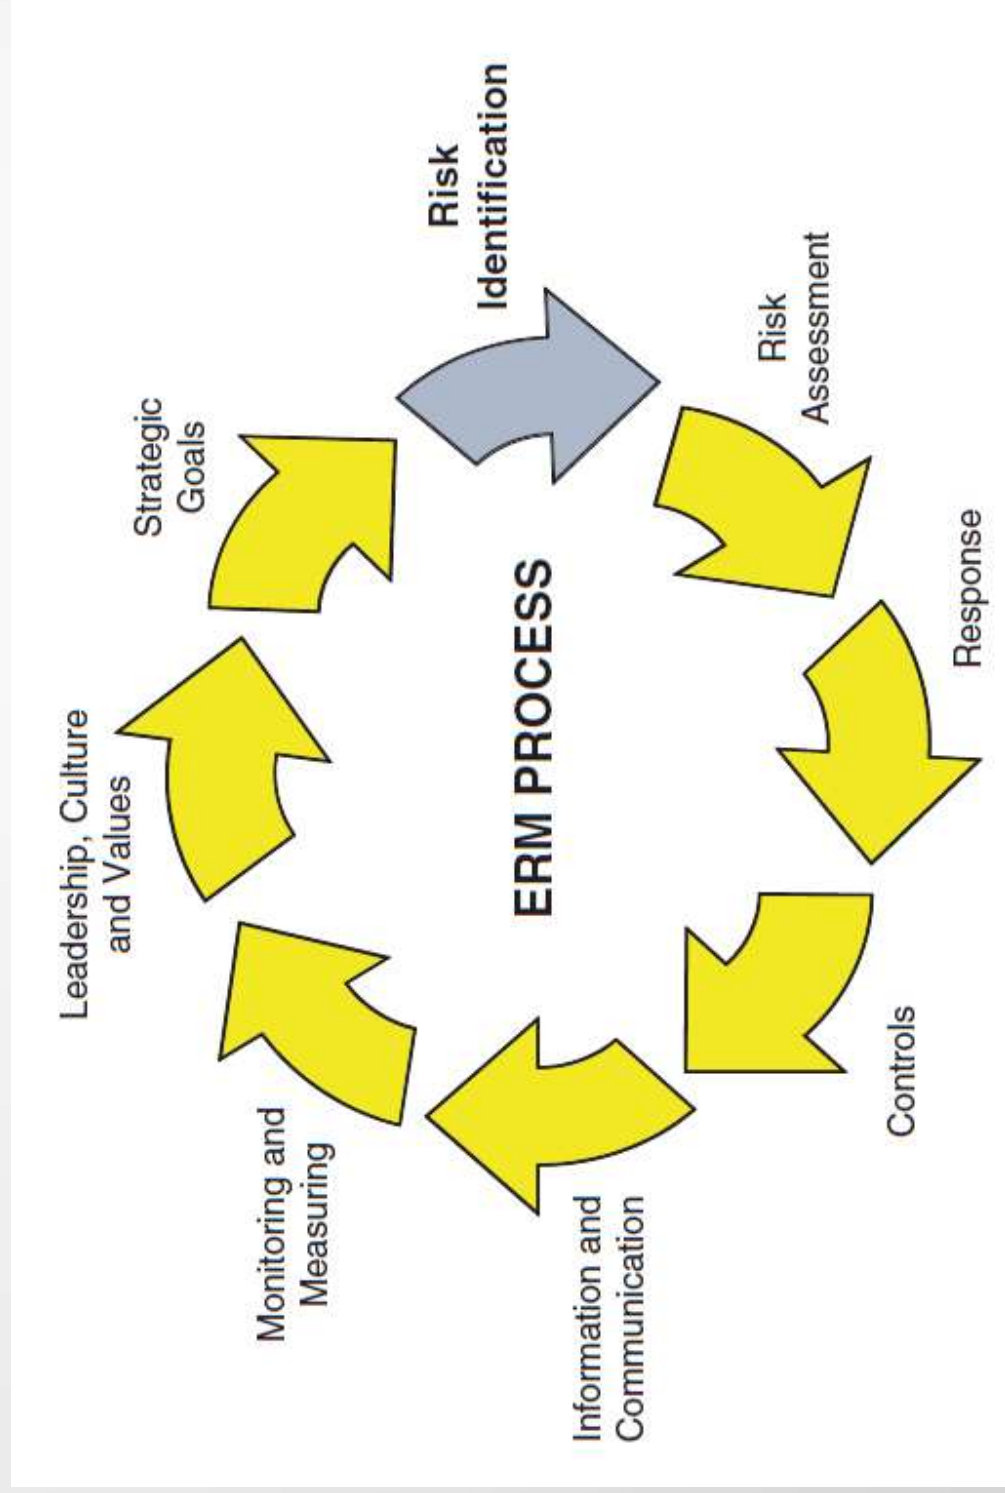 Leadership, Culture
and Values
Strategic
Goals
Risk
Identification
Risk
Assessment
Response
Controls
Information and
Communication
Monitoring and
Measuring
ERM PROCESS